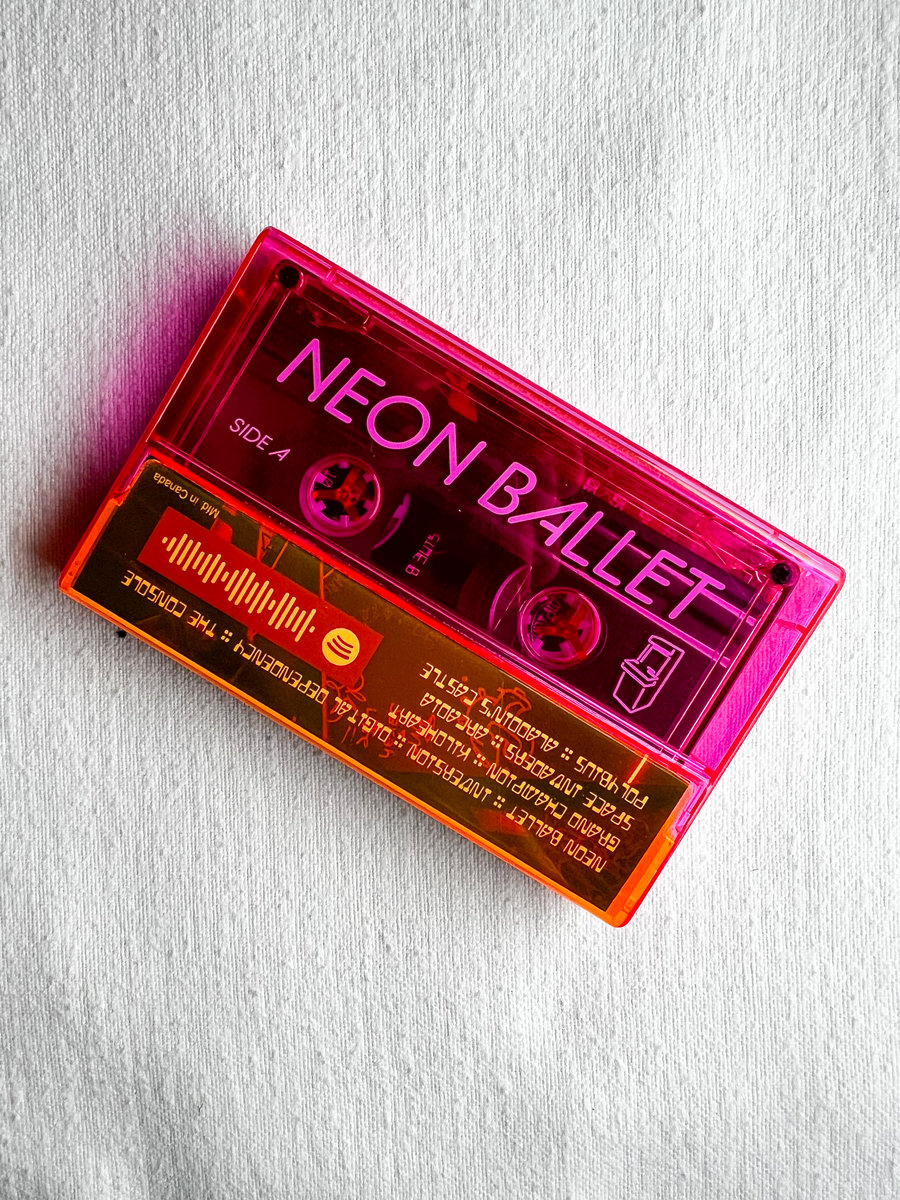 NEON BALLET
SIDE A
SIDE B
NEON BALLET :: INVERSION :: DIGITAL DEPENDENCY :: THE CONSOLE
GRAND CHAMPION :: KILOHEART
SPACE INVADERS :: ARCADIA
POLYBIUS :: ALADDIN'S CASTLE
Mfd. in Canada